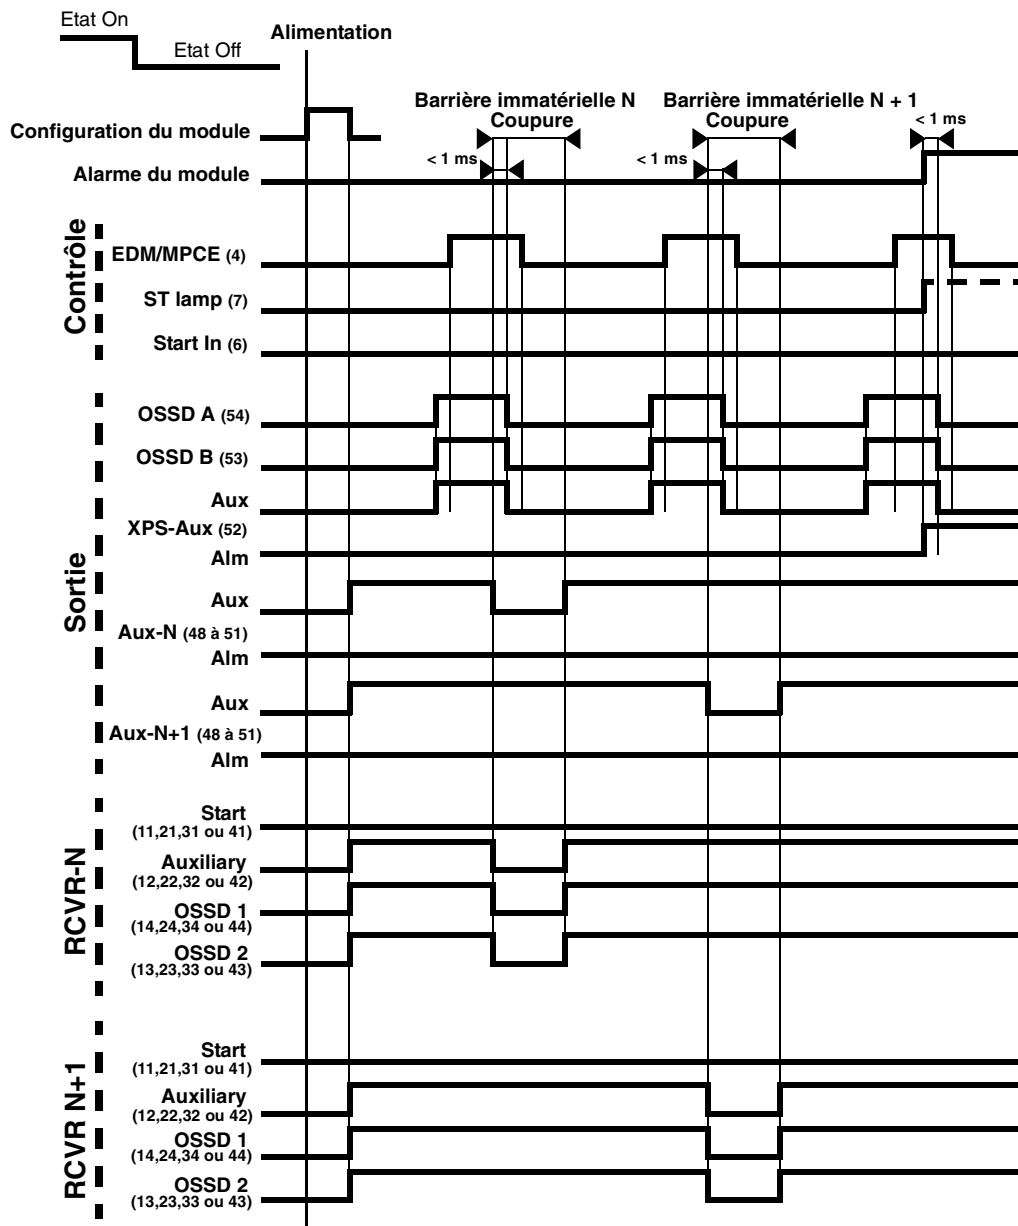 Etat On
Etat Off
Alimentation
Barrière immatérielle N
Coupure
Barrière immatérielle N + 1
Coupure
< 1 ms
Configuration du module
< 1 ms
< 1 ms
Alarme du module
Contrôle
EDM/MPCE (4)
ST lamp (7)
Start In (6)
Sortie
OSSD A (54)
OSSD B (53)
Aux
XPS-Aux (52)
Alm
Aux
Aux-N (48 à 51)
Alm
Aux
Aux-N+1 (48 à 51)
Alm
RCVR-N
Start
(11,21,31 ou 41)
Auxiliary
(12,22,32 ou 42)
OSSD 1
(14,24,34 ou 44)
OSSD 2
(13,23,33 ou 43)
RCVR N+1
Start
(11,21,31 ou 41)
Auxiliary
(12,22,32 ou 42)
OSSD 1
(14,24,34 ou 44)
OSSD 2
(13,23,33 ou 43)